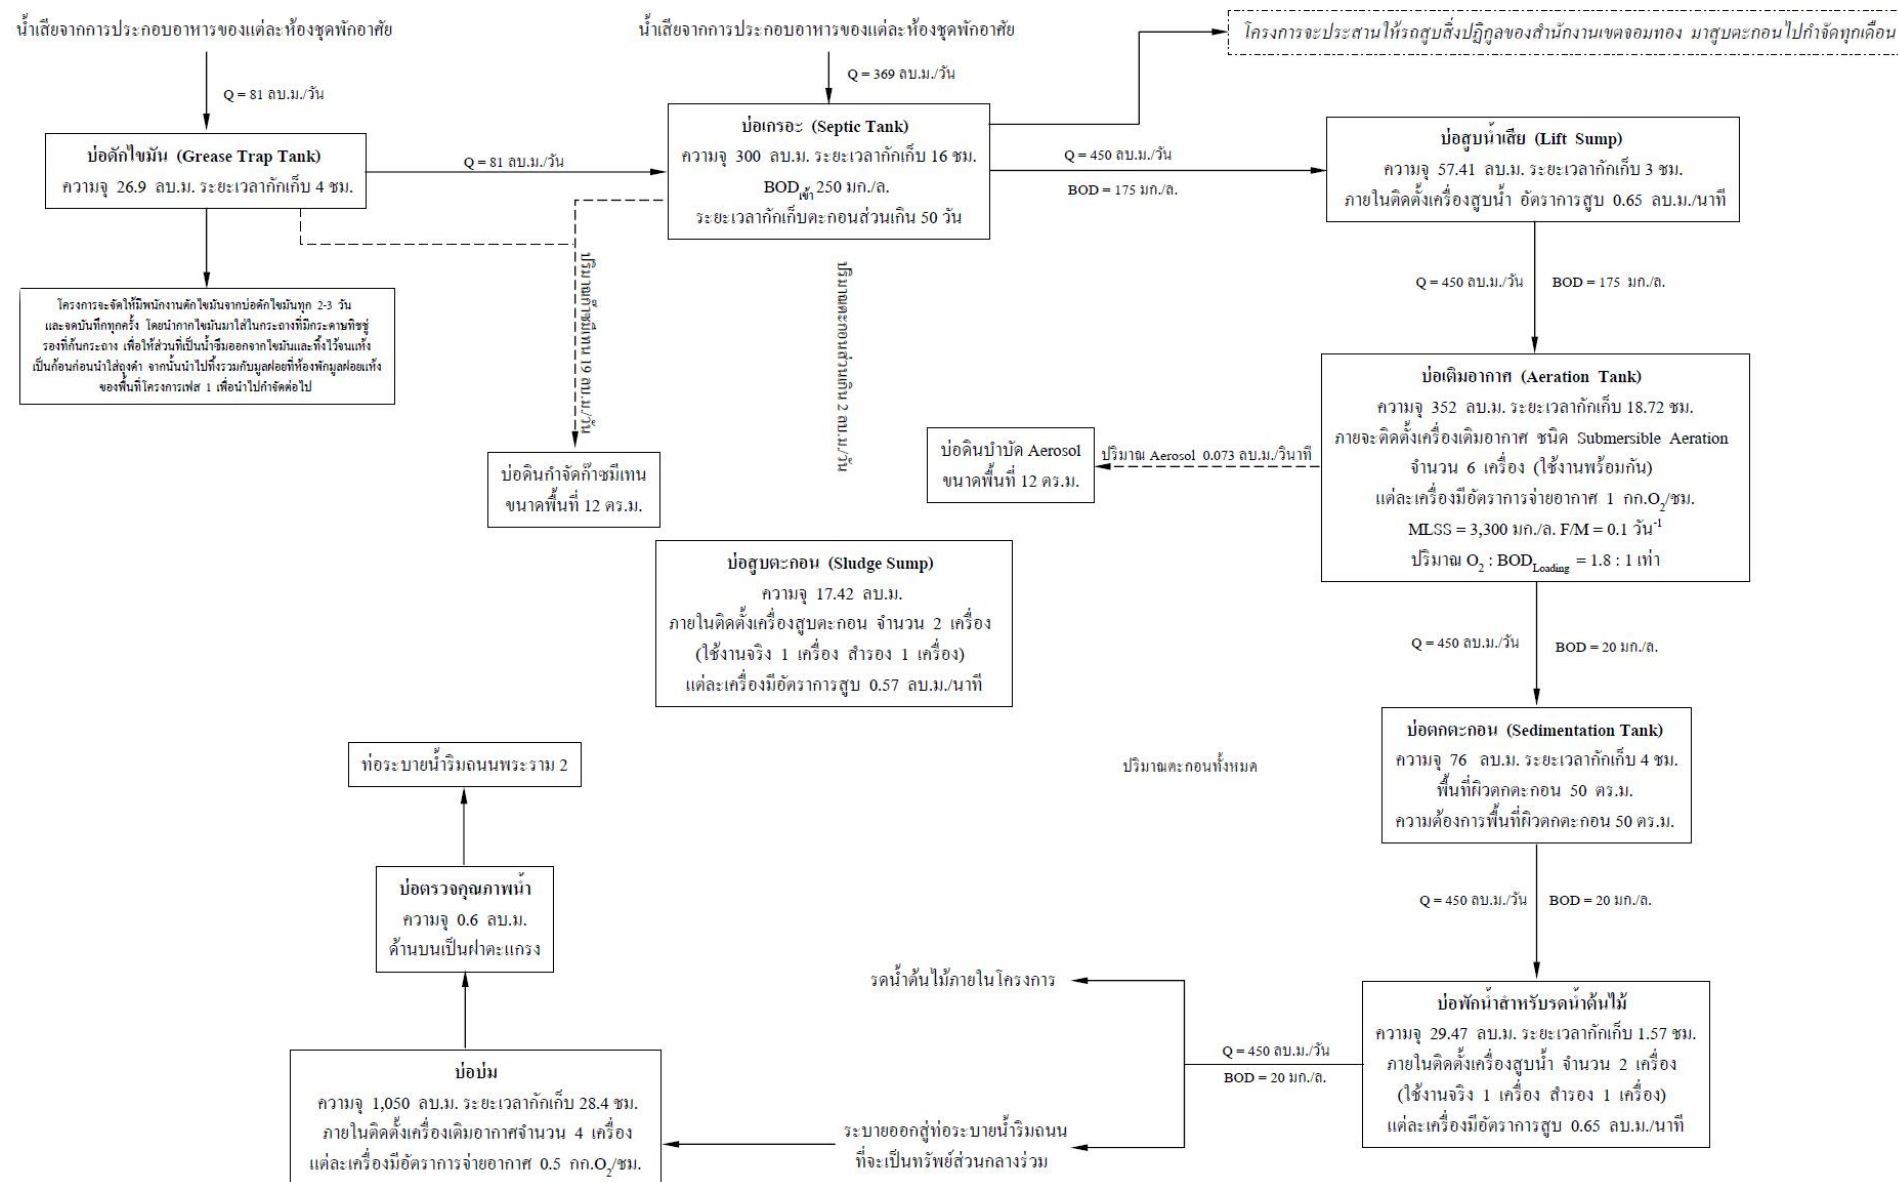 น้ำเสียจากการประกอบอาหารของแต่ละห้องชุดพักอาศัย
Q = 81 ลบ.ม./วัน
บ่อดักไขมัน (Grease Trap Tank)
ความจุ 26.9 ลบ.ม. ระยะเวลากักเก็บ 4 ชม.
Q = 81 ลบ.ม./วัน
โครงการจะจัดให้มีพนักงานตักไขมันจากบ่อดักไขมันทุก 2-3 วัน
และจดบันทึกทุกครั้ง โดยนำกากไขมันมาใส่ในกระถางที่มีกระดาษทิชชู่
รองที่ก้นกระถาง เพื่อให้ส่วนที่เป็นน้ำซึมออกจากไขมันและทิ้งไว้จนแห้ง
เป็นก้อนก่อนนำใส่ถุงดำ จากนั้นนำไปทิ้งรวมกับมูลฝอยที่ห้องพักมูลฝอยแห้ง
ของพื้นที่โครงการเฟส 1 เพื่อนำไปกำจัดต่อไป
น้ำเสียจากการประกอบอาหารของแต่ละห้องชุดพักอาศัย
Q = 369 ลบ.ม./วัน
บ่อเกรอะ (Septic Tank)
ความจุ 300 ลบ.ม. ระยะเวลากักเก็บ 16 ชม.
BODเข้า 250 มก./ล.
ระยะเวลากักเก็บตะกอนส่วนเกิน 50 วัน
โครงการจะประสานให้รถสูบสิ่งปฏิกูลของสำนักงานเขตจอมทอง มาสูบตะกอนไปกำจัดทุกเดือน
Q = 450 ลบ.ม./วัน
BOD = 175 มก./ล.
บ่อสูบน้ำเสีย (Lift Sump)
ความจุ 57.41 ลบ.ม. ระยะเวลากักเก็บ 3 ชม.
ภายในติดตั้งเครื่องสูบน้ำ อัตราการสูบ 0.65 ลบ.ม./นาที
ปริมาณก๊าซมีเทน 19 ลบ.ม./วัน
ปริมาณตะกอนส่วนเกิน 2 ลบ.ม./วัน
Q = 450 ลบ.ม./วัน BOD = 175 มก./ล.
บ่อดินกำจัดก๊าซมีเทน
ขนาดพื้นที่ 12 ตร.ม.
บ่อดินบำบัด Aerosol
ขนาดพื้นที่ 12 ตร.ม.
ปริมาณ Aerosol 0.073 ลบ.ม./วินาที
บ่อเติมอากาศ (Aeration Tank)
ความจุ 352 ลบ.ม. ระยะเวลากักเก็บ 18.72 ชม.
ภายจะติดตั้งเครื่องเติมอากาศ ชนิด Submersible Aeration
จำนวน 6 เครื่อง (ใช้งานพร้อมกัน)
แต่ละเครื่องมีอัตราการจ่ายอากาศ 1 กก.O2/ชม.
MLSS = 3,300 มก./ล. F/M = 0.1 วัน-1
ปริมาณ O2 : BODLoading = 1.8 : 1 เท่า
บ่อสูบตะกอน (Sludge Sump)
ความจุ 17.42 ลบ.ม.
ภายในติดตั้งเครื่องสูบตะกอน จำนวน 2 เครื่อง
(ใช้งานจริง 1 เครื่อง สำรอง 1 เครื่อง)
แต่ละเครื่องมีอัตราการสูบ 0.57 ลบ.ม./นาที
Q = 450 ลบ.ม./วัน BOD = 20 มก./ล.
บ่อตกตะกอน (Sedimentation Tank)
ความจุ 76 ลบ.ม. ระยะเวลากักเก็บ 4 ชม.
พื้นที่ผิวตกตะกอน 50 ตร.ม.
ความต้องการพื้นที่ผิวตกตะกอน 50 ตร.ม.
ปริมาณตะกอนทั้งหมด
ท่อระบายน้ำริมถนนพระราม 2
Q = 450 ลบ.ม./วัน BOD = 20 มก./ล.
บ่อตรวจคุณภาพน้ำ
ความจุ 0.6 ลบ.ม.
ด้านบนเป็นฝาตะแกรง
รดน้ำต้นไม้ภายในโครงการ
บ่อพักน้ำสำหรับรดน้ำต้นไม้
ความจุ 29.47 ลบ.ม. ระยะเวลากักเก็บ 1.57 ชม.
ภายในติดตั้งเครื่องสูบน้ำ จำนวน 2 เครื่อง
(ใช้งานจริง 1 เครื่อง สำรอง 1 เครื่อง)
แต่ละเครื่องมีอัตราการสูบ 0.65 ลบ.ม./นาที
Q = 450 ลบ.ม./วัน
BOD = 20 มก./ล.
ระบายออกสู่ท่อระบายน้ำริมถนน
ที่จะเป็นทรัพย์ส่วนกลางร่วม
บ่อบ่ม
ความจุ 1,050 ลบ.ม. ระยะเวลากักเก็บ 28.4 ชม.
ภายในติดตั้งเครื่องเติมอากาศจำนวน 4 เครื่อง
แต่ละเครื่องมีอัตราการจ่ายอากาศ 0.5 กก.O2/ชม.